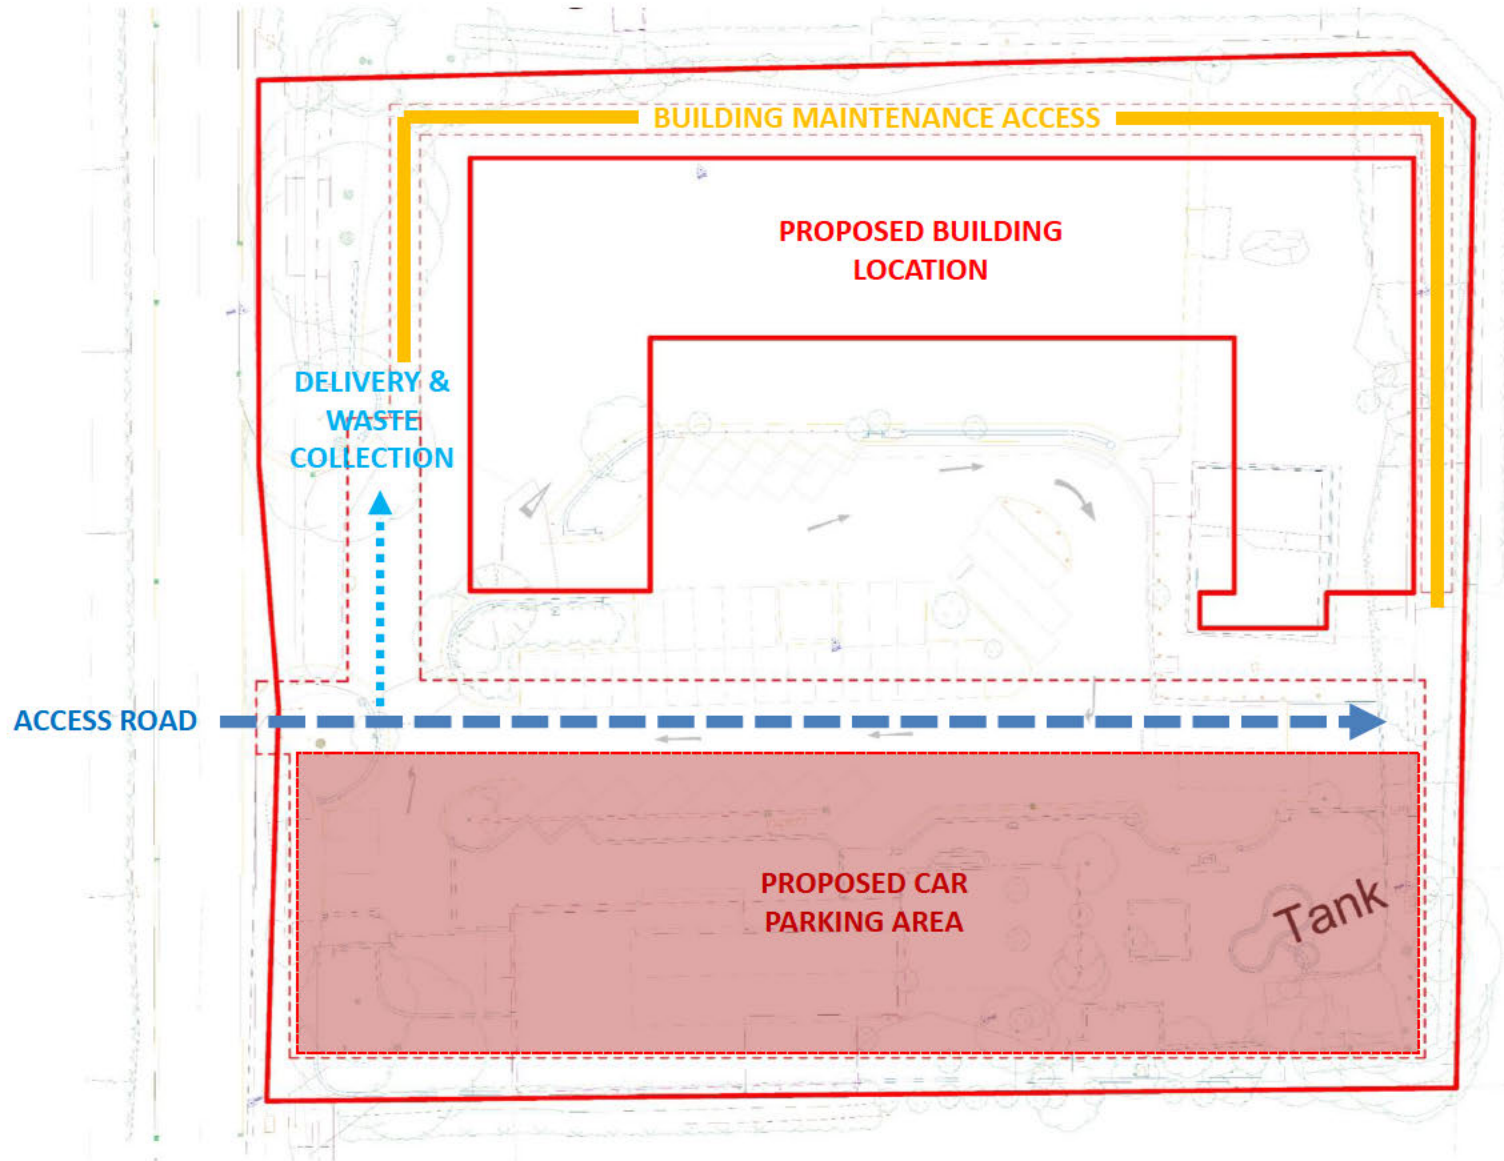 BUILDING MAINTENANCE ACCESS
PROPOSED BUILDING
LOCATION
DELIVERY &
WASTE
COLLECTION
ACCESS ROAD
PROPOSED CAR
PARKING AREA
Tank